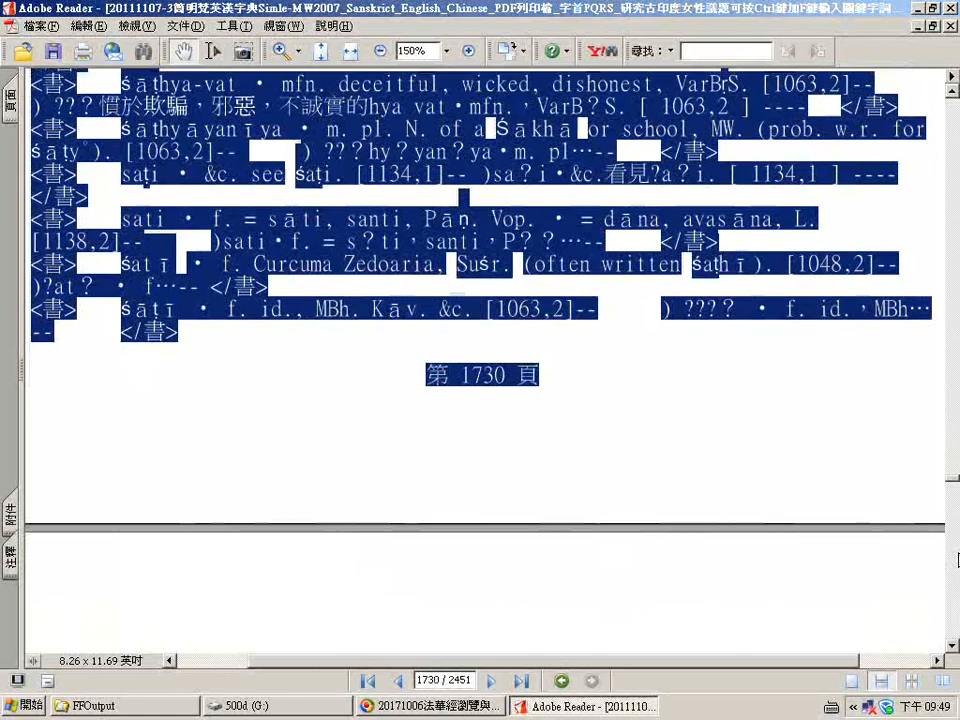 Adobe Reader - [20111107-3簡明梵英漢字典Simle-MW2007_Sanskrict_English_Chinese_PDF列印檔_字首PQRS_研究古印度女性議題可按Ctrl鍵加F鍵輸入關鍵字詞...
檔案(F) 編輯(E) 檢視(V) 文件(D) 工具(T) 視窗(W) 說明(H)
150% 尋找：
頁面
<書> śāṭhya-vat • mfn. deceitful, wicked, dishonest, VarBṛS. [1063,2]--
) ??？慣於欺騙，邪惡，不誠實的hya vat•mfn.，VarB？S. [ 1063,2 ] ---- </書>
<書> śāṭhyāyanīya • m. pl. N. of a Śākhā or school, MW. (prob. w.r. for
śāṭy°). [1063,2]-- ) ???hy？yan？ya•m. pl…-- </書>
<書> saṭi • &c. see śaṭi. [1134,1]-- )sa？i•&c.看見?a？i. [ 1134,1 ] ----
</書>
<書> sati • f. = sāti, santi, Pāṇ. Vop. • = dāna, avasāna, L.
[1138,2]-- )sati•f. = s？ti，santi，P？？…-- </書>
<書> śaṭī • f. Curcuma Zedoaria, Suśr. (often written śaṭhī). [1048,2]--
)?at？ • f…-- </書>
<書> śāṭī • f. id., MBh. Kāv. &c. [1063,2]-- ) ???？ • f. id.，MBh…
-- </書>
第 1730 頁
附件
注釋
8.26 x 11.69 英吋
1730 / 2451
開始 FFOutput 500d (G:) 20171006法華經瀏覽與... Adobe Reader - [2011110... 下午 09:49